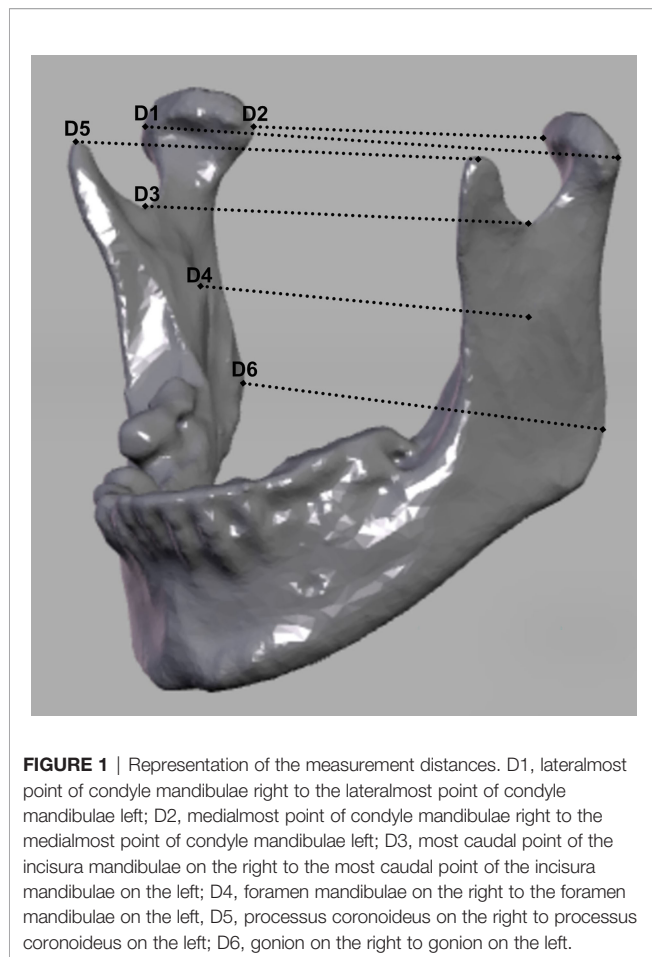 D1
D2
D5
D3
D4
D6
FIGURE 1 | Representation of the measurement distances. D1, lateralmost
point of condyle mandibulae right to the lateralmost point of condyle
mandibulae left; D2, medialmost point of condyle mandibulae right to the
medialmost point of condyle mandibulae left; D3, most caudal point of the
incisura mandibulae on the right to the most caudal point of the incisura
mandibulae on the left; D4, foramen mandibulae on the right to the foramen
mandibulae on the left, D5, processus coronoideus on the right to processus
coronoideus on the left; D6, gonion on the right to gonion on the left.